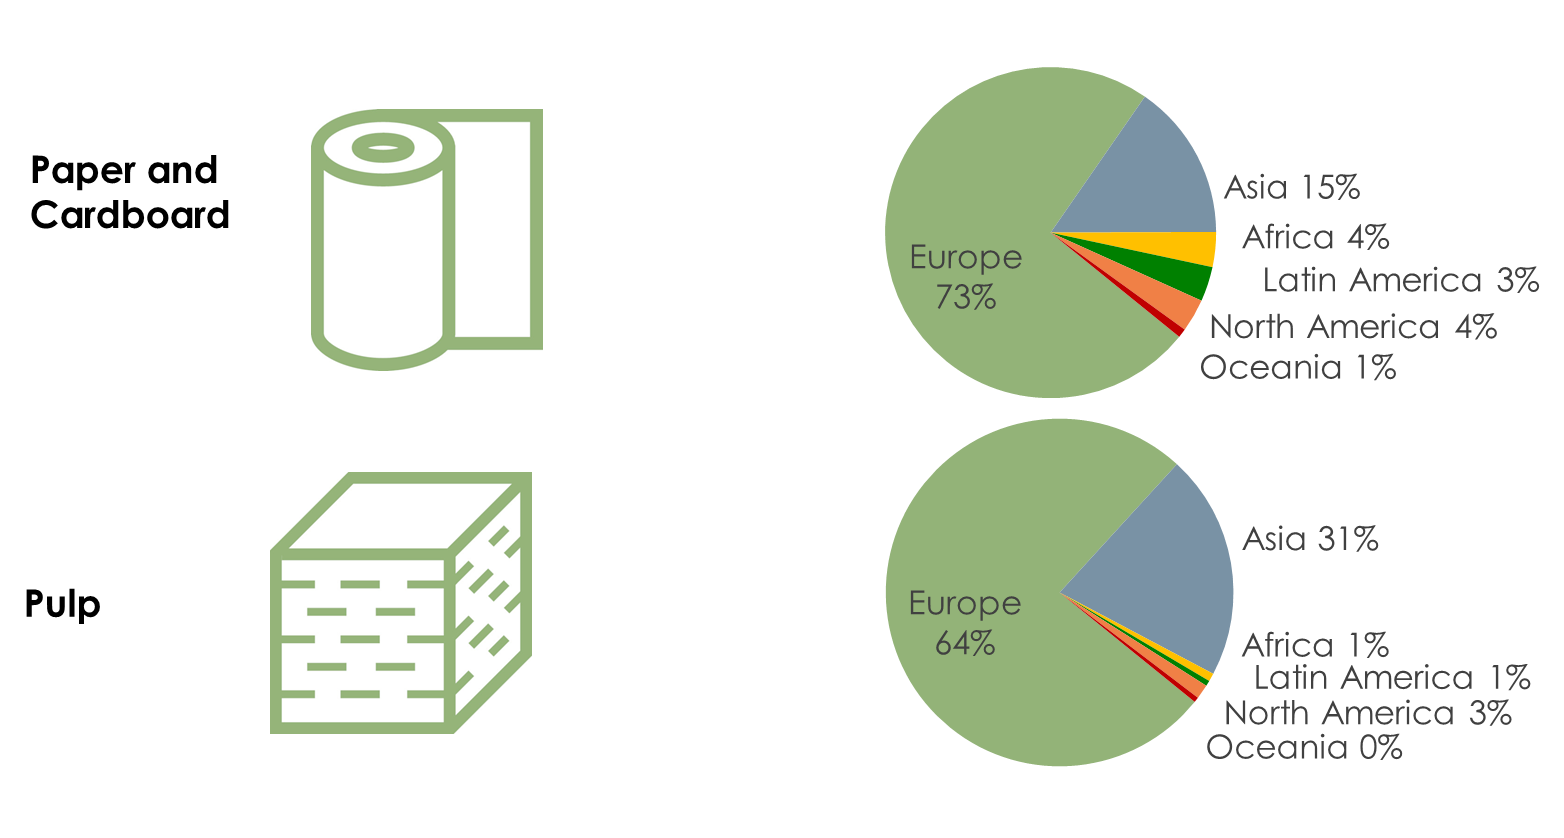 Paper and
Cardboard
Europe
73%
Asia 15%
Africa 4%
Latin America 3%
North America 4%
Oceania 1%
Pulp
Europe
64%
Asia 31%
Africa 1%
Latin America 1%
North America 3%
Oceania 0%